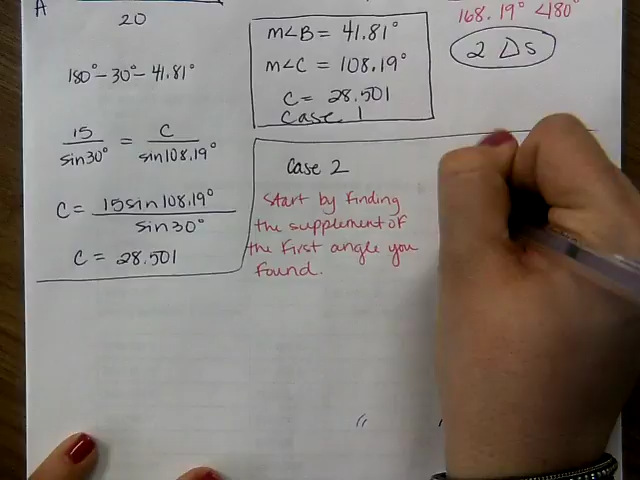 A
20
180°-30°-41.81°
15/sin30° = C/sin108.19°
C = 15sin108.19°/sin30°
C = 28.501
m∠B = 41.81°
m∠C = 108.19°
C = 28.501
Case 1
168.19° <180°
2 △s
Case 2
Start by finding
the supplement of
the first angle you
found.